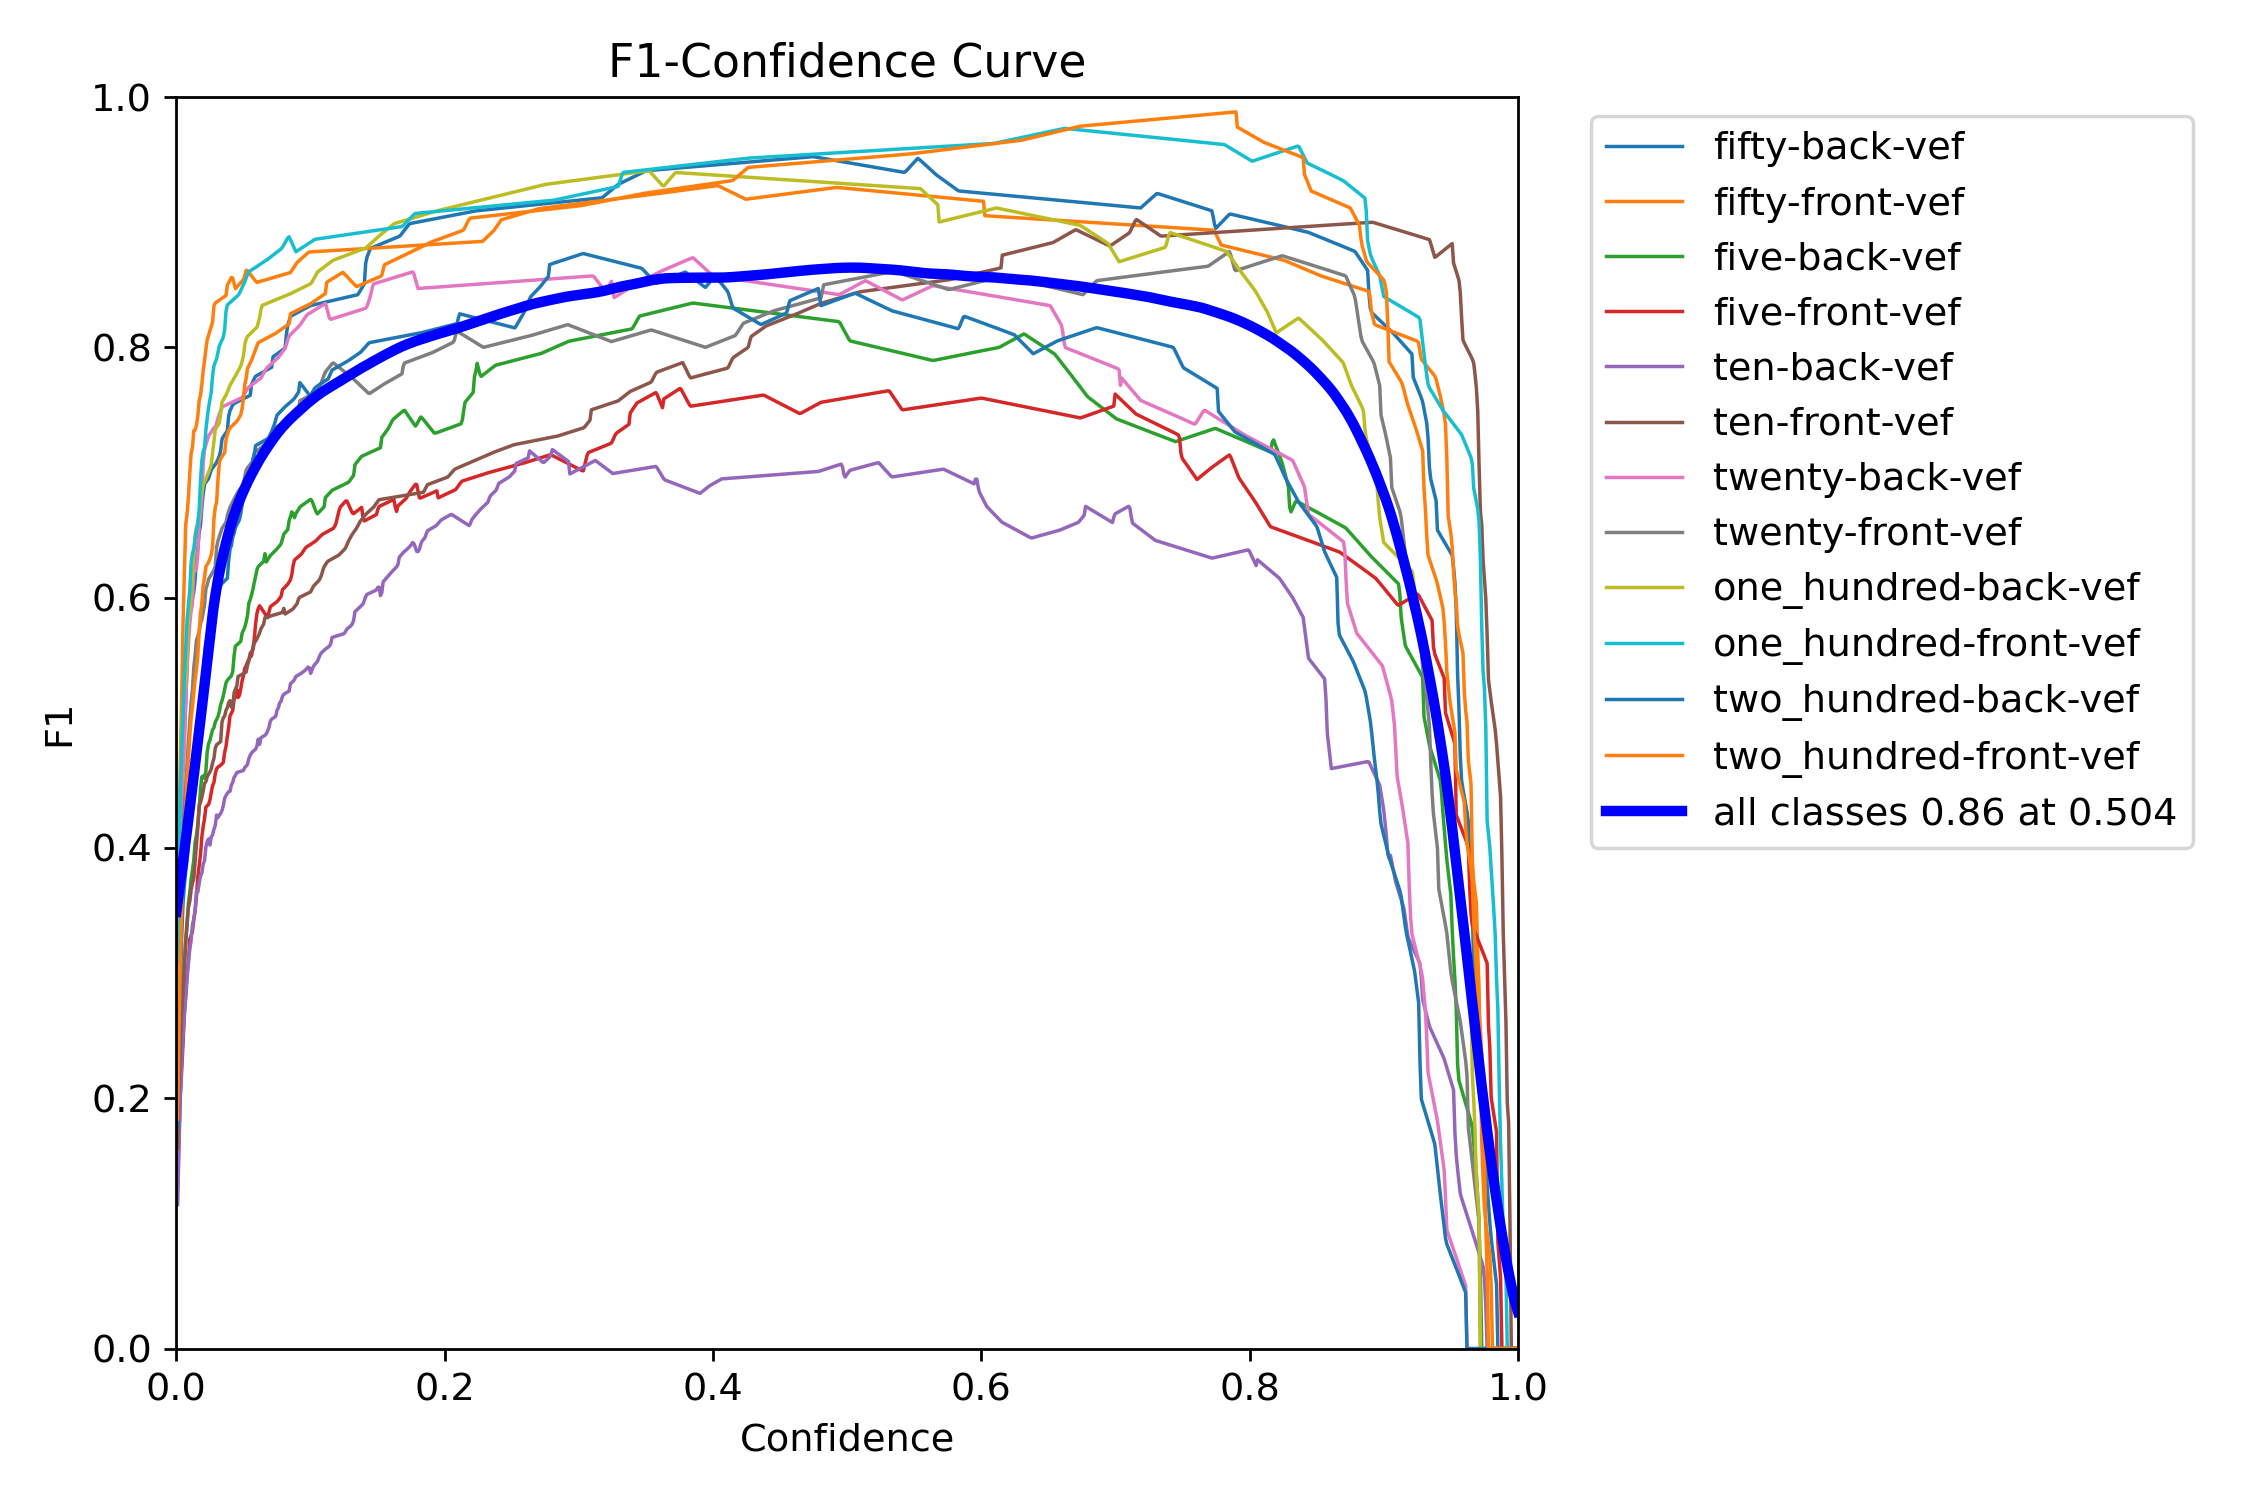 F1-Confidence Curve
1.0
0.8
0.6
0.4
0.2
0.0
F1
0.0 0.2 0.4 0.6 0.8 1.0
Confidence
fifty-back-vef
fifty-front-vef
five-back-vef
five-front-vef
ten-back-vef
ten-front-vef
twenty-back-vef
twenty-front-vef
one_hundred-back-vef
one_hundred-front-vef
two_hundred-back-vef
two_hundred-front-vef
all classes 0.86 at 0.504